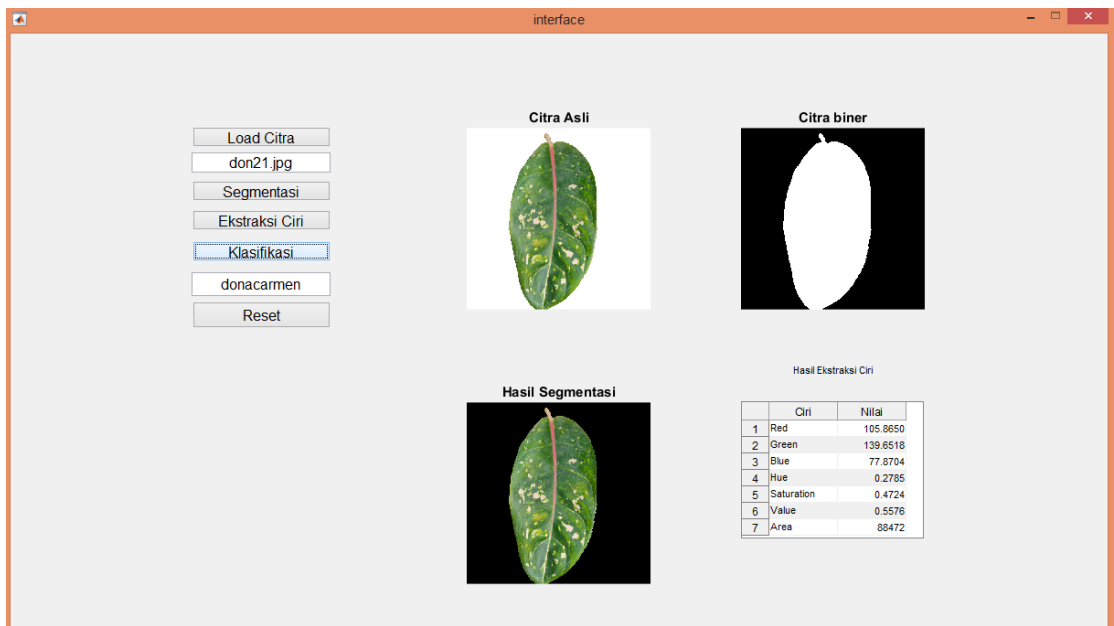 interface
Load Citra
don21.jpg
Segmentasi
Ekstraksi Ciri
Klasifikasi
donacarmen
Reset
Citra Asli
Citra biner
Hasil Segmentasi
Hasil Ekstraksi Ciri
Ciri Nilai
1 Red 105.8650
2 Green 139.6518
3 Blue 77.8704
4 Hue 0.2785
5 Saturation 0.4724
6 Value 0.5576
7 Area 88472